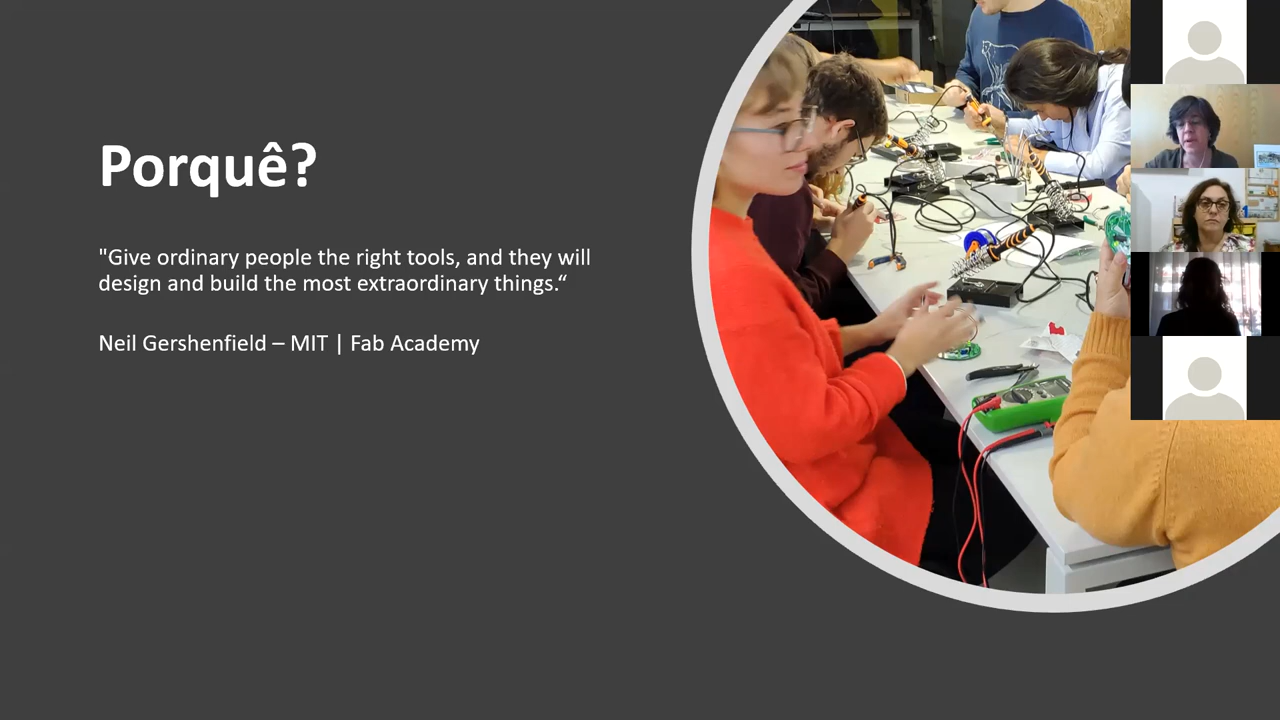 Porquê?
"Give ordinary people the right tools, and they will
design and build the most extraordinary things.“
Neil Gershenfield – MIT | Fab Academy